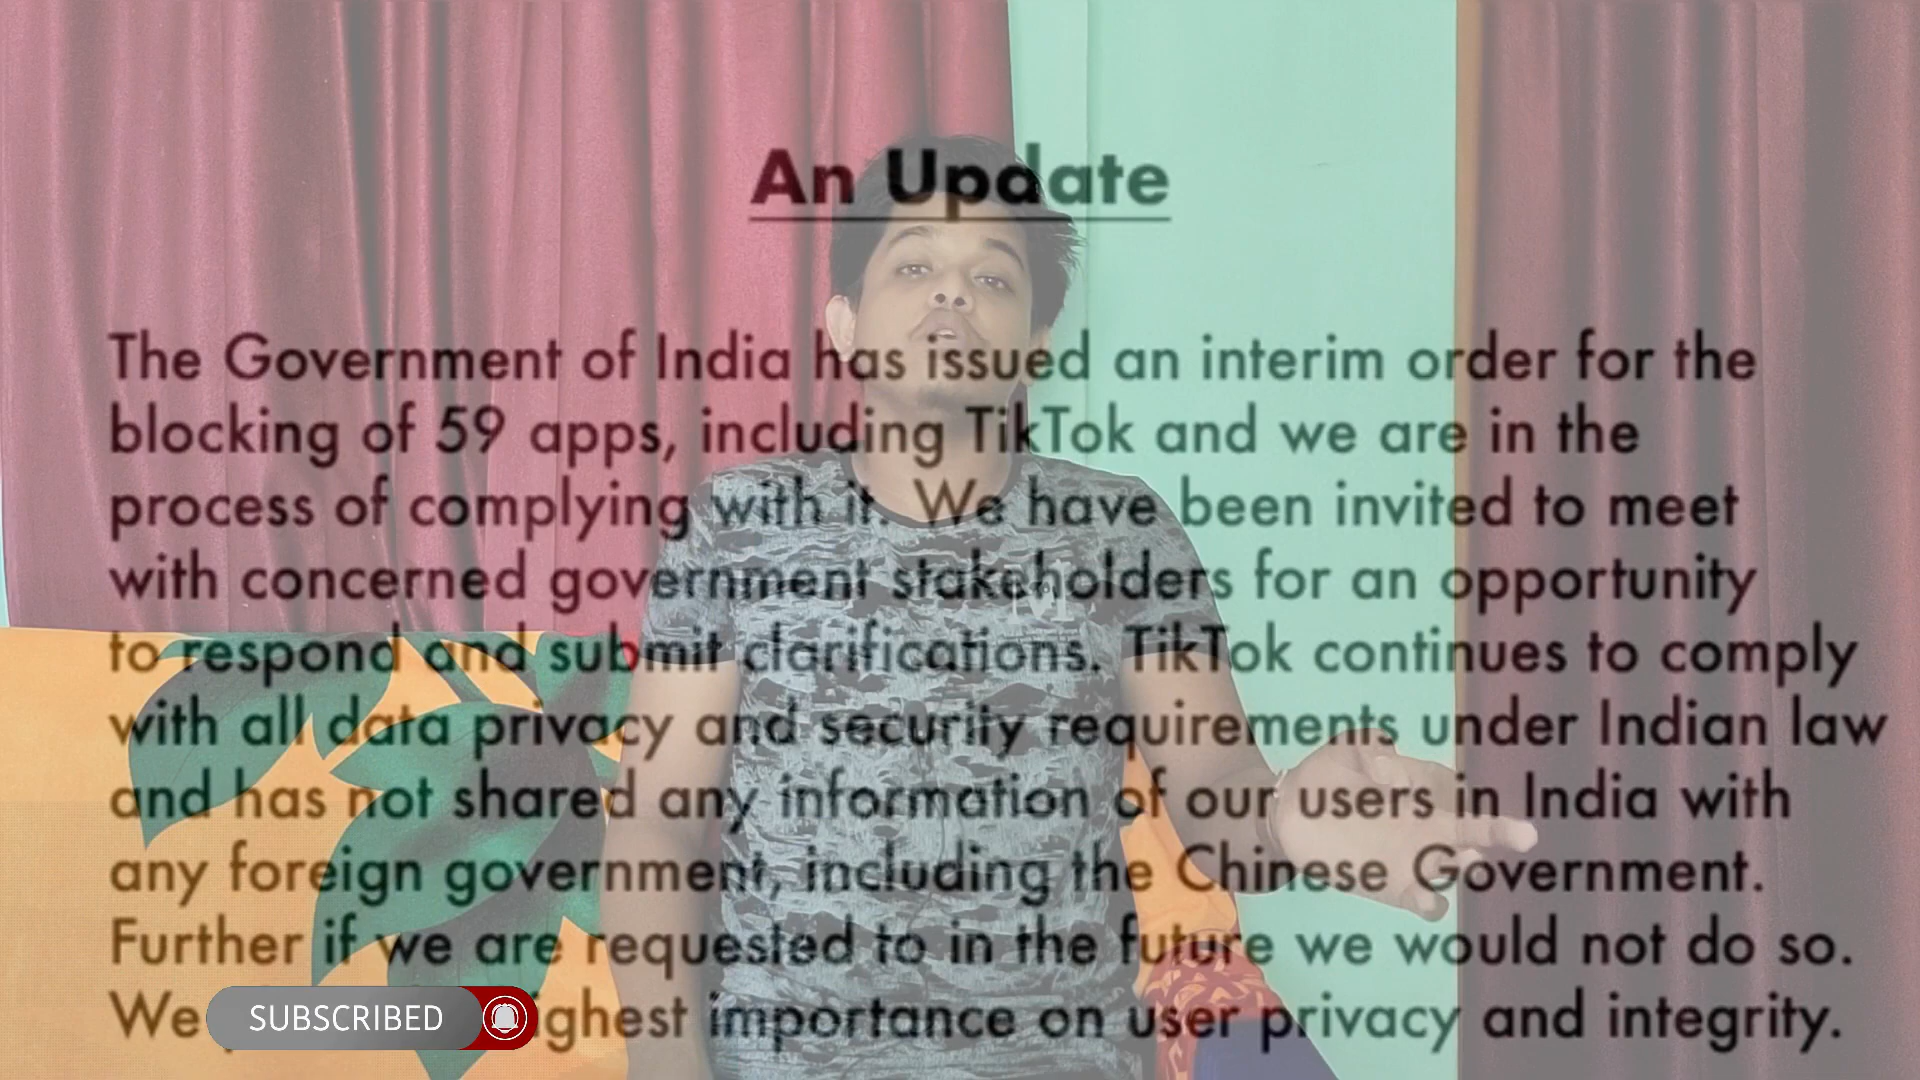 An Update
The Government of India has issued an interim order for the
blocking of 59 apps, including TikTok and we are in the
process of complying with it. We have been invited to meet
with concerned government stakeholders for an opportunity
to respond and submit clarifications. TikTok continues to comply
with all data privacy and security requirements under Indian law
and has not shared any information of our users in India with
any foreign government, including the Chinese Government.
Further if we are requested to in the future we would not do so.
We ighest importance on user privacy and integrity.
SUBSCRIBED
M